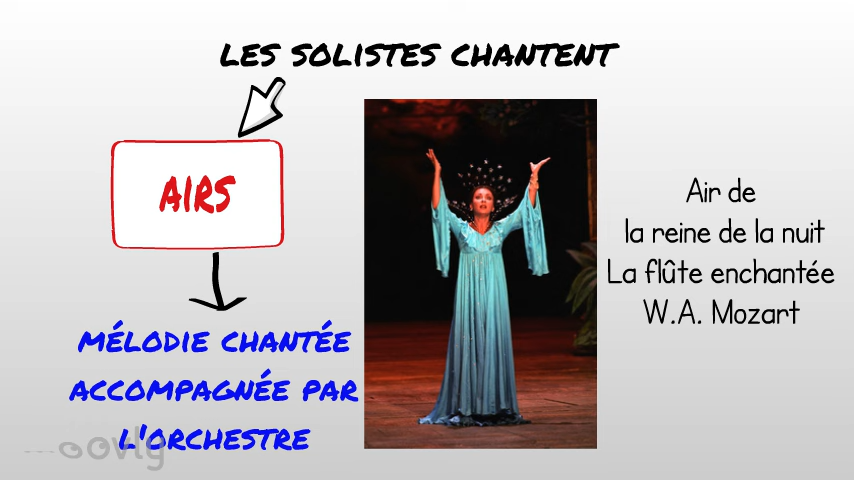 LES SOLISTES CHANTENT
AIRS
MÉLODIE CHANTÉE
ACCOMPAGNÉE PAR
L'ORCHESTRE
Air de
la reine de la nuit
La flûte enchantée
W.A. Mozart